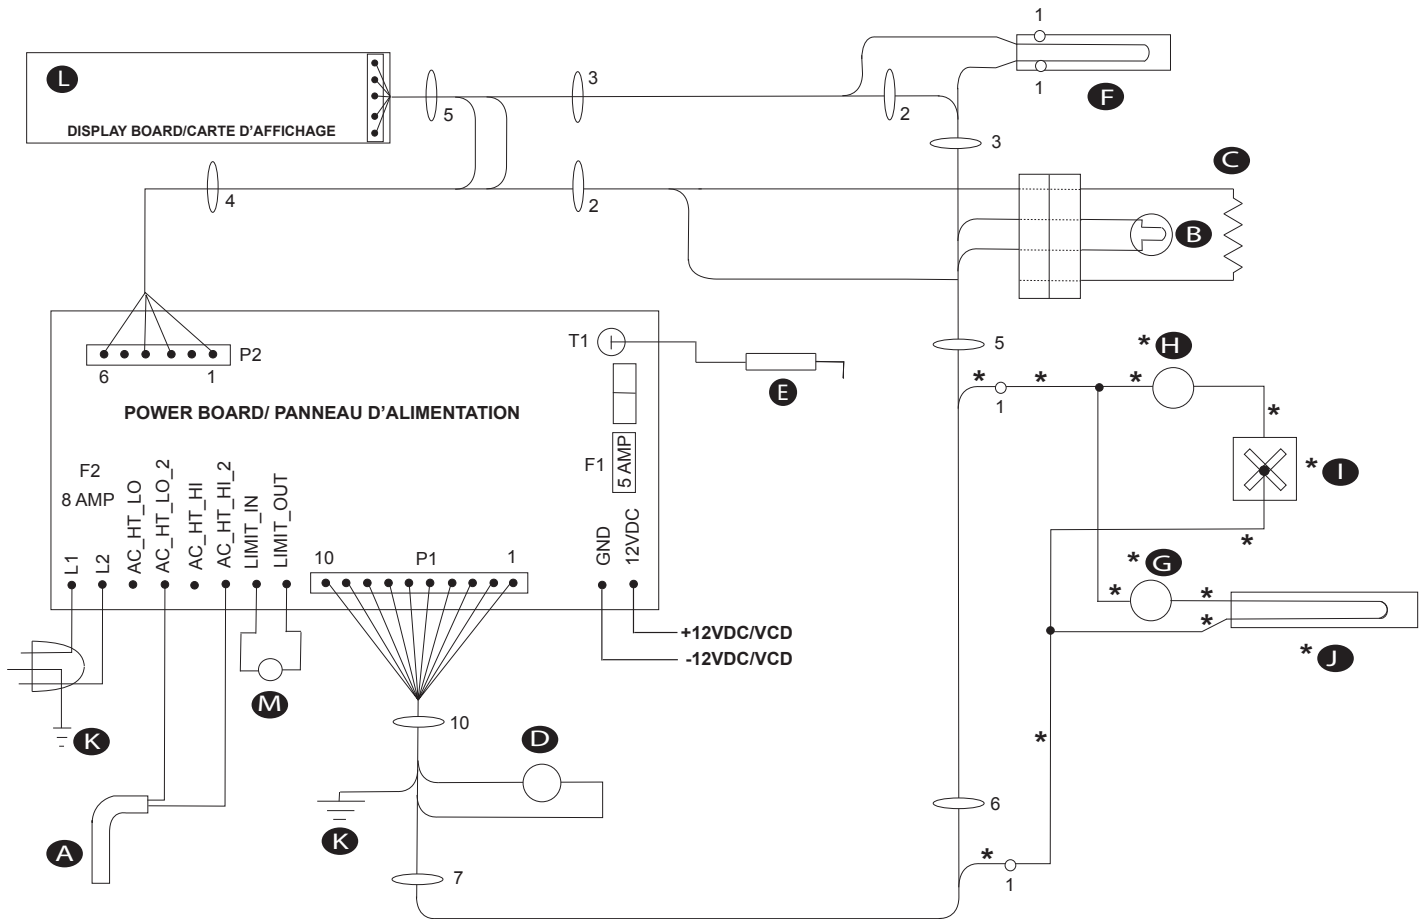 1
L
3
5
2
1
F
DISPLAY BOARD/CARTE D'AFFICHAGE
3
C
4
2
B
T1
P2
6 1
E
5
* H
* * *
1
*
POWER BOARD/ PANNEAU D'ALIMENTATION
F1
5 AMP
* I
F2
8 AMP
L1
L2
AC_HT_LO
AC_HT_LO_2
AC_HT_HI
AC_HT_HI_2
LIMIT_IN
LIMIT_OUT
10 P1 1
GND
12VDC
*
* G
* *
*
+12VDC/VCD
-12VDC/VCD
* J
M
K
10
D
*
6
K
A
7
*
1